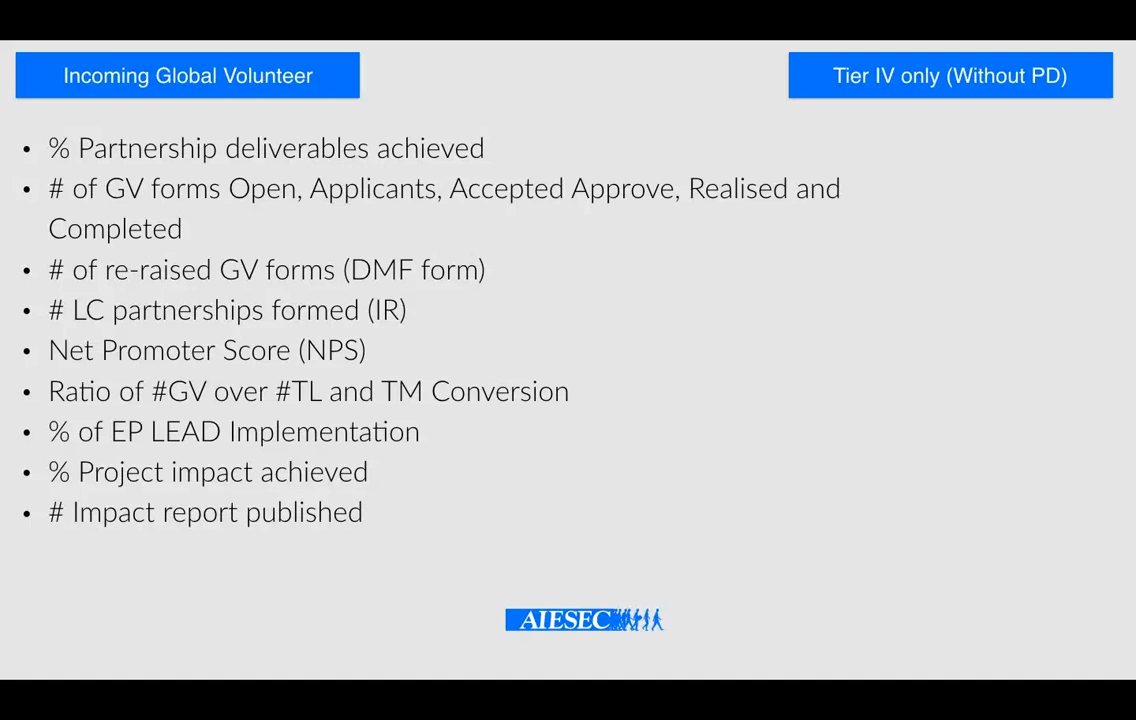 Incoming Global Volunteer
Tier IV only (Without PD)
• % Partnership deliverables achieved
• # of GV forms Open, Applicants, Accepted Approve, Realised and
Completed
• # of re-raised GV forms (DMF form)
• # LC partnerships formed (IR)
• Net Promoter Score (NPS)
• Ratio of #GV over #TL and TM Conversion
• % of EP LEAD Implementation
• % Project impact achieved
• # Impact report published
AIESEC